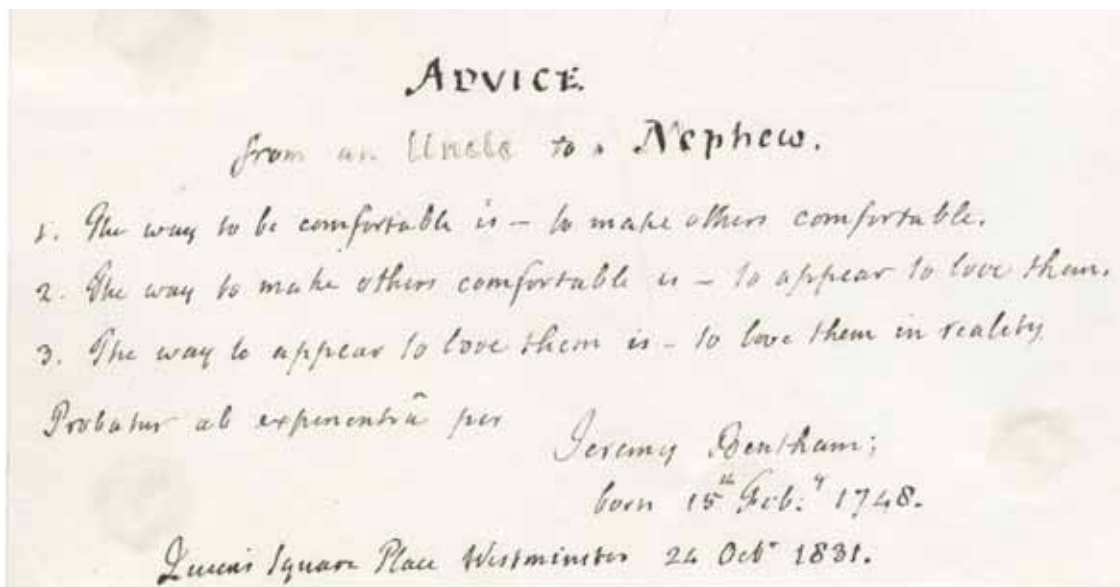 ADVICE
from an Uncle to a Nephew.
1. The way to be comfortable is – to make others comfortable.
2. The way to make others comfortable is – to appear to love them.
3. The way to appear to love them is – to love them in reality
Probatur ab experientiâ per
Jeremy Bentham;
born 15th Feb.y 1748.
Queen's Square Place Westminster 24 Octr 1831.